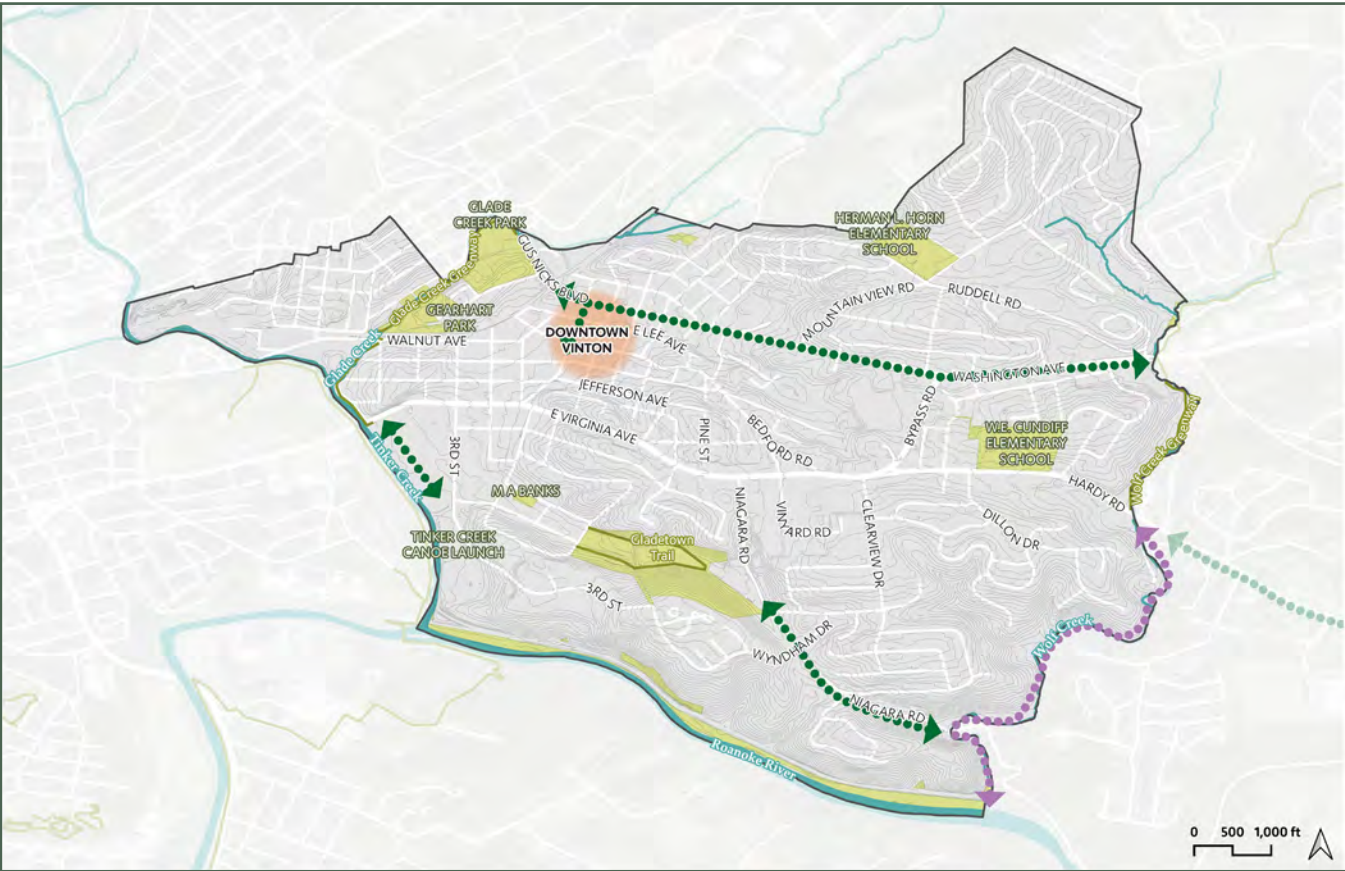 GLADE
CREEK PARK
HERMAN L. HORN
ELEMENTARY
SCHOOL
Glade Creek Greenway
GUS NICKS BLVD
GEARHART
PARK
WALNUT AVE
MOUNTAIN VIEW RD
RUDDELL RD
DOWNTOWN
VINTON
E LEE AVE
Glade Creek
WASHINGTON AVE
JEFFERSON AVE
BYPASS RD
E VIRGINIA AVE
PINE ST
BEDFORD RD
W.E. CUNDIFF
ELEMENTARY
SCHOOL
Wolf Creek Greenway
Tinker Creek
3RD ST
M A BANKS
HARDY RD
NIAGARA RD
VINYARD RD
CLEARVIEW DR
DILLON DR
TINKER CREEK
CANOE LAUNCH
Gladetown
Trail
3RD ST
WYNDHAM DR
Wolf Creek
NIAGARA RD
Roanoke River
0 500 1,000 ft